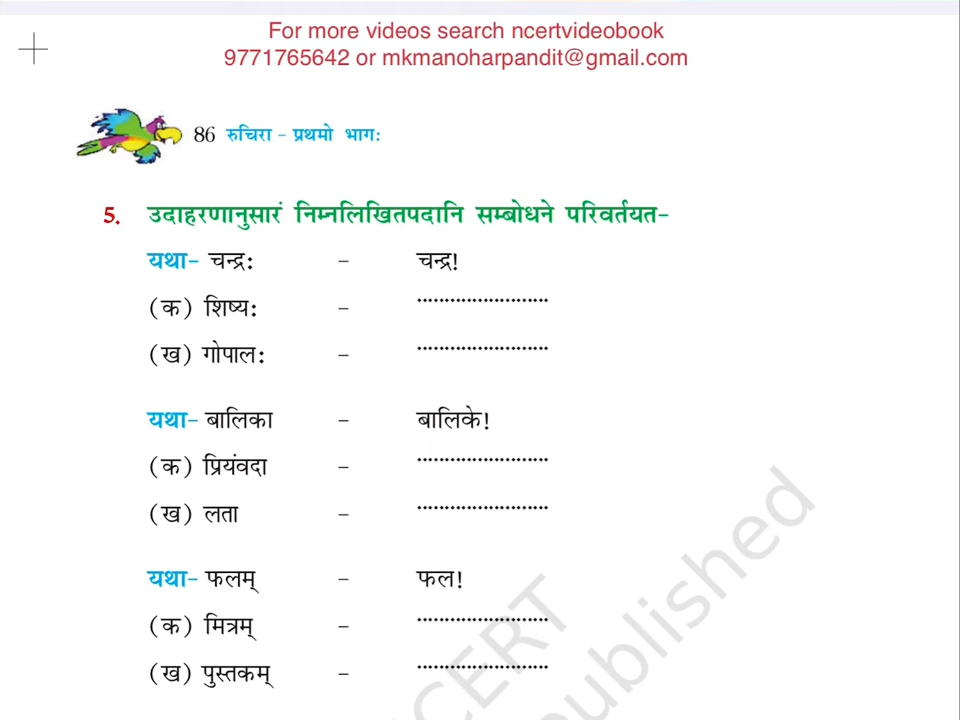 For more videos search ncertvideobook
9771765642 or mkmanoharpandit@gmail.com
86 रुचिरा - प्रथमो भागः
5. उदाहरणानुसारं निम्नलिखितपदानि सम्बोधने परिवर्तयत-
यथा- चन्द्रः - चन्द्र!
(क) शिष्यः - ........................
(ख) गोपालः - ........................
यथा- बालिका - बालिके!
(क) प्रियंवदा - ........................
(ख) लता - ........................
यथा- फलम् - फल!
(क) मित्रम् - ........................
(ख) पुस्तकम् - ........................